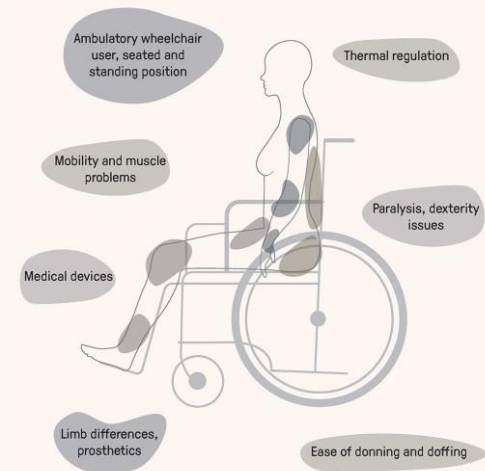 Ambulatory wheelchair
user, seated and
standing position
Thermal regulation
Mobility and muscle
problems
Paralysis, dexterity
issues
Medical devices
Limb differences,
prosthetics
Ease of donning and doffing